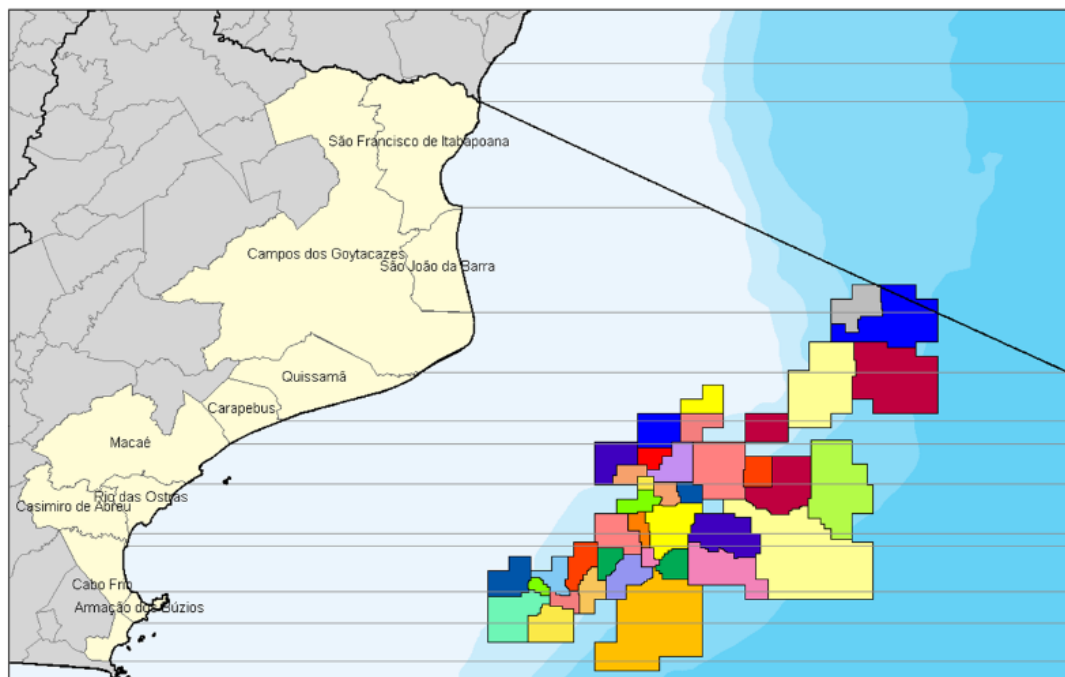 São Francisco de Itabapoana
Campos dos Goytacazes
São João da Barra
Quissamã
Carapebus
Macaé
Rio das Ostras
Casimiro de Abreu
Cabo Frio
Armação dos Búzios